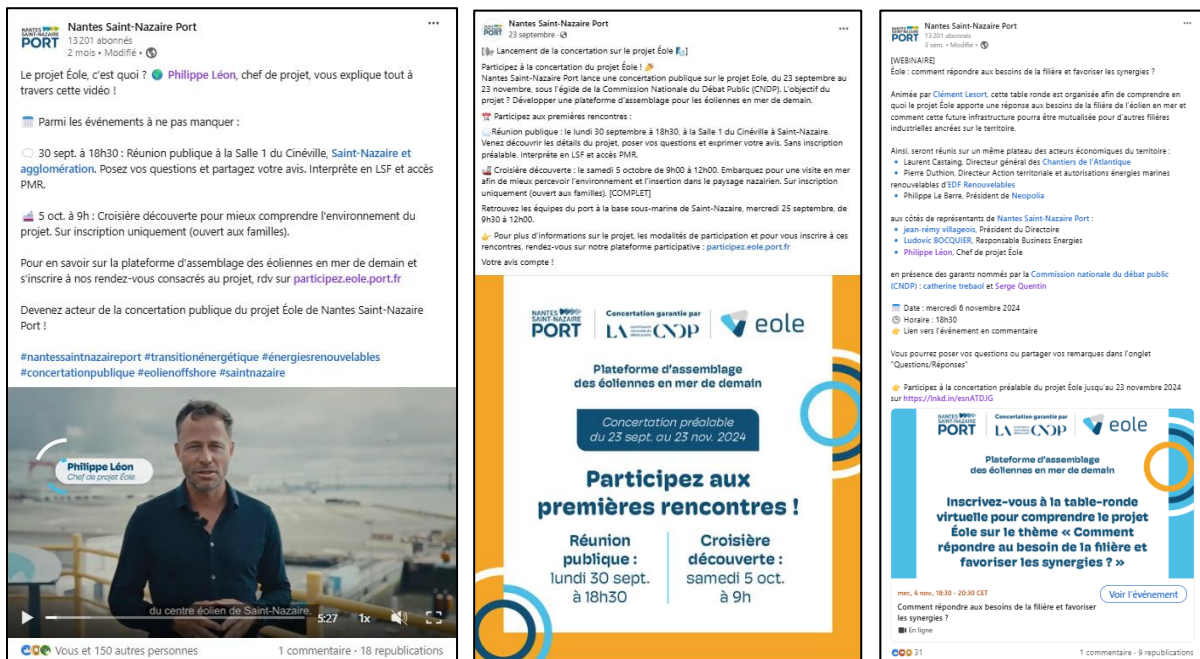 NANTES
SAINT-NAZAIRE
PORT
Nantes Saint-Nazaire Port
13 201 abonnés
2 mois • Modifié •
Le projet Éole, c'est quoi ? Philippe Léon, chef de projet, vous explique tout à
travers cette vidéo !
Parmi les événements à ne pas manquer :
30 sept. à 18h30 : Réunion publique à la Salle 1 du Cinéville, Saint-Nazaire et
agglomération. Posez vos questions et partagez votre avis. Interprète en LSF et accès
PMR.
5 oct. à 9h : Croisière découverte pour mieux comprendre l'environnement du
projet. Sur inscription uniquement (ouvert aux familles).
Pour en savoir sur la plateforme d'assemblage des éoliennes en mer de demain et
s'inscrire à nos rendez-vous consacrés au projet, rdv sur participez.eole.port.fr
Devenez acteur de la concertation publique du projet Éole de Nantes Saint-Nazaire
Port !
#nantessaintnazaireport #transitionénergétique #énergiesrenouvelables
#concertationpublique #eolienoffshore #saintnazaire
Philippe Léon
Chef de projet Éole
du centre éolien de Saint-Nazaire.
5:27 1x
Vous et 150 autres personnes 1 commentaire • 18 republications
NANTES
SAINT-NAZAIRE
PORT
Nantes Saint-Nazaire Port
23 septembre ·
[ Lancement de la concertation sur le projet Éole ]
Participez à la concertation du projet Éole !
Nantes Saint-Nazaire Port lance une concertation publique sur le projet Eole, du 23 septembre au
23 novembre, sous l'égide de la Commission Nationale du Débat Public (CNDP). L'objectif du
projet ? Développer une plateforme d'assemblage pour les éoliennes en mer de demain.
Participez aux premières rencontres :
Réunion publique : le lundi 30 septembre à 18h30, à la Salle 1 du Cinéville à Saint-Nazaire.
Venez découvrir les détails du projet, poser vos questions et exprimer votre avis. Sans inscription
préalable. Interprète en LSF et accès PMR.
Croisière découverte : le samedi 5 octobre de 9h00 à 12h00. Embarquez pour une visite en mer
afin de mieux percevoir l'environnement et l'insertion dans le paysage nazairien. Sur inscription
uniquement (ouvert aux familles). [COMPLET]
Retrouvez les équipes du port à la base sous-marine de Saint-Nazaire, mercredi 25 septembre, de
9h30 à 12h00.
Pour plus d'informations sur le projet, les modalités de participation et pour vous inscrire à ces
rencontres, rendez-vous sur notre plateforme participative : participez.eole.port.fr
Votre avis compte !
NANTES
SAINT-NAZAIRE
PORT
Concertation garantie par
LA CNDP
eole
Plateforme d'assemblage
des éoliennes en mer de demain
Concertation préalable
du 23 sept. au 23 nov. 2024
Participez aux
premières rencontres !
Réunion
publique :
lundi 30 sept.
à 18h30
Croisière
découverte :
samedi 5 oct.
à 9h
NANTES
SAINT-NAZAIRE
PORT
Nantes Saint-Nazaire Port
13 201 abonnés
3 sem. • Modifié •
[WEBINAIRE]
Éole : comment répondre aux besoins de la filière et favoriser les synergies ?
Animée par Clément Lesort, cette table ronde est organisée afin de comprendre en
quoi le projet Éole apporte une réponse aux besoins de la filière de l'éolien en mer et
comment cette future infrastructure pourra être mutualisée pour d'autres filières
industrielles ancrées sur le territoire.
Ainsi, seront réunis sur un même plateau des acteurs économiques du territoire :
Laurent Castaing, Directeur général des Chantiers de l'Atlantique
Pierre Duthion, Directeur Action territoriale et autorisations énergies marines
renouvelables d'EDF Renouvelables
Philippe Le Berre, Président de Neopolia
aux côtés de représentants de Nantes Saint-Nazaire Port :
jean-rémy villageois, Président du Directoire
Ludovic BOCQUIER, Responsable Business Energies
Philippe Léon, Chef de projet Éole
en présence des garants nommés par la Commission nationale du débat public
(CNDP) : catherine trebaol et Serge Quentin
Date : mercredi 6 novembre 2024
Horaire : 18h30
Lien vers l'événement en commentaire
Vous pourrez poser vos questions ou partager vos remarques dans l'onglet
"Questions/Réponses"
Participez à la concertation préalable du projet Éole jusqu'au 23 novembre 2024
sur https://lnkd.in/esnATDJG
NANTES
SAINT-NAZAIRE
PORT
Concertation garantie par
LA CNDP
eole
Plateforme d'assemblage
des éoliennes en mer de demain
Inscrivez-vous à la table-ronde
virtuelle pour comprendre le projet
Éole sur le thème « Comment
répondre au besoin de la filière et
favoriser les synergies ? »
mer., 6 nov., 18:30 - 20:30 CET
Comment répondre aux besoins de la filière et favoriser
les synergies ?
En ligne
Voir l'événement
31 1 commentaire • 9 republications